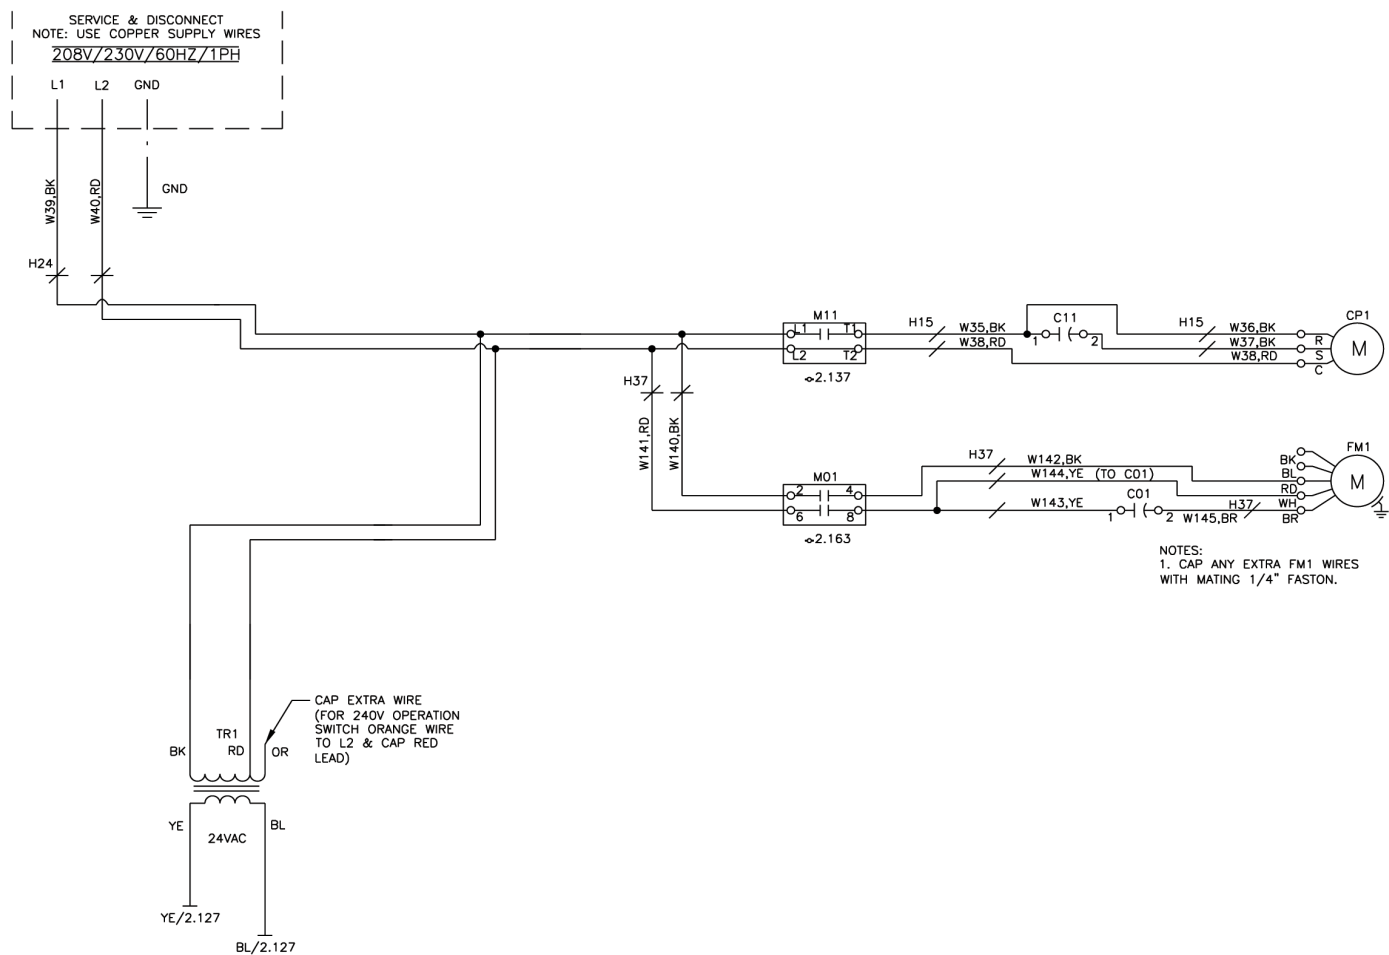 SERVICE & DISCONNECT
NOTE: USE COPPER SUPPLY WIRES
208V/230V/60HZ/1PH
L1 L2 GND
W39,BK
W40,RD
GND
H24
M11
L1 T1
L2 T2
⌖2.137
H15
W35,BK
W38,RD
C11
1 2
H15
W36,BK
W37,BK
W38,RD
R
S
C
CP1
M
H37
W141,RD
W140,BK
M01
2 4
6 8
⌖2.163
H37
W142,BK
W144,YE (TO C01)
W143,YE
C01
1 2
W145,BR
H37
BK
BL
RD
WH
BR
FM1
M
NOTES:
1. CAP ANY EXTRA FM1 WIRES
WITH MATING 1/4" FASTON.
CAP EXTRA WIRE
(FOR 240V OPERATION
SWITCH ORANGE WIRE
TO L2 & CAP RED
LEAD)
TR1
BK RD OR
YE BL
24VAC
YE/2.127
BL/2.127